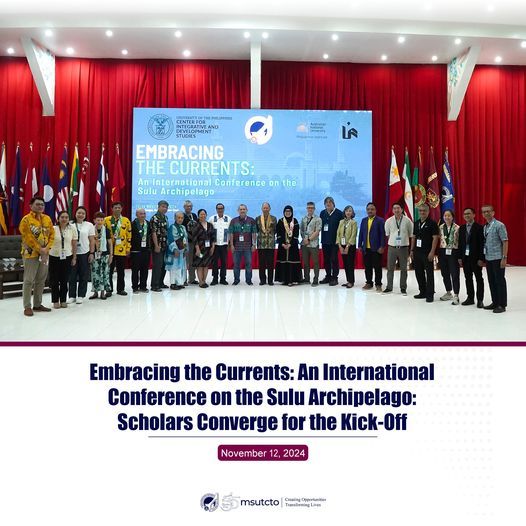 UNIVERSITY OF THE PHILIPPINES
CENTER FOR
INTEGRATIVE AND
DEVELOPMENT
STUDIES
Australian
National
University
EMBRACING
THE CURRENTS:
An International Conference on the
Sulu Archipelago
Embracing the Currents: An International
Conference on the Sulu Archipelago:
Scholars Converge for the Kick-Off
November 12, 2024
msutcto
Creating Opportunities
Transforming Lives